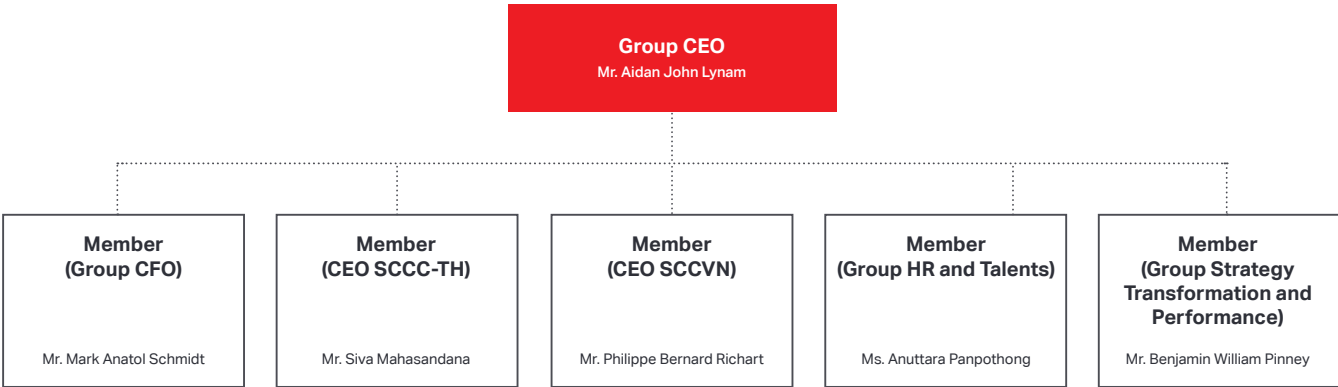 Group CEO
Mr. Aidan John Lynam
Member
(Group CFO)
Mr. Mark Anatol Schmidt
Member
(CEO SCCC-TH)
Mr. Siva Mahasandana
Member
(CEO SCCVN)
Mr. Philippe Bernard Richart
Member
(Group HR and Talents)
Ms. Anuttara Panpothong
Member
(Group Strategy
Transformation and
Performance)
Mr. Benjamin William Pinney